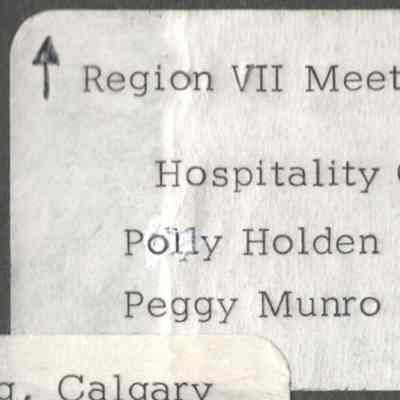 Region VII Meet
Hospitality
Polly Holden
Peggy Munro
g, Calgary